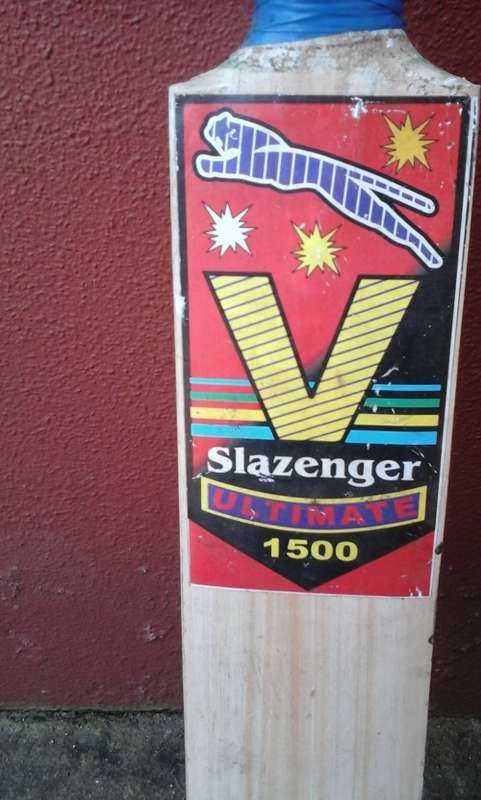 V
Slazenger
ULTIMATE
1500